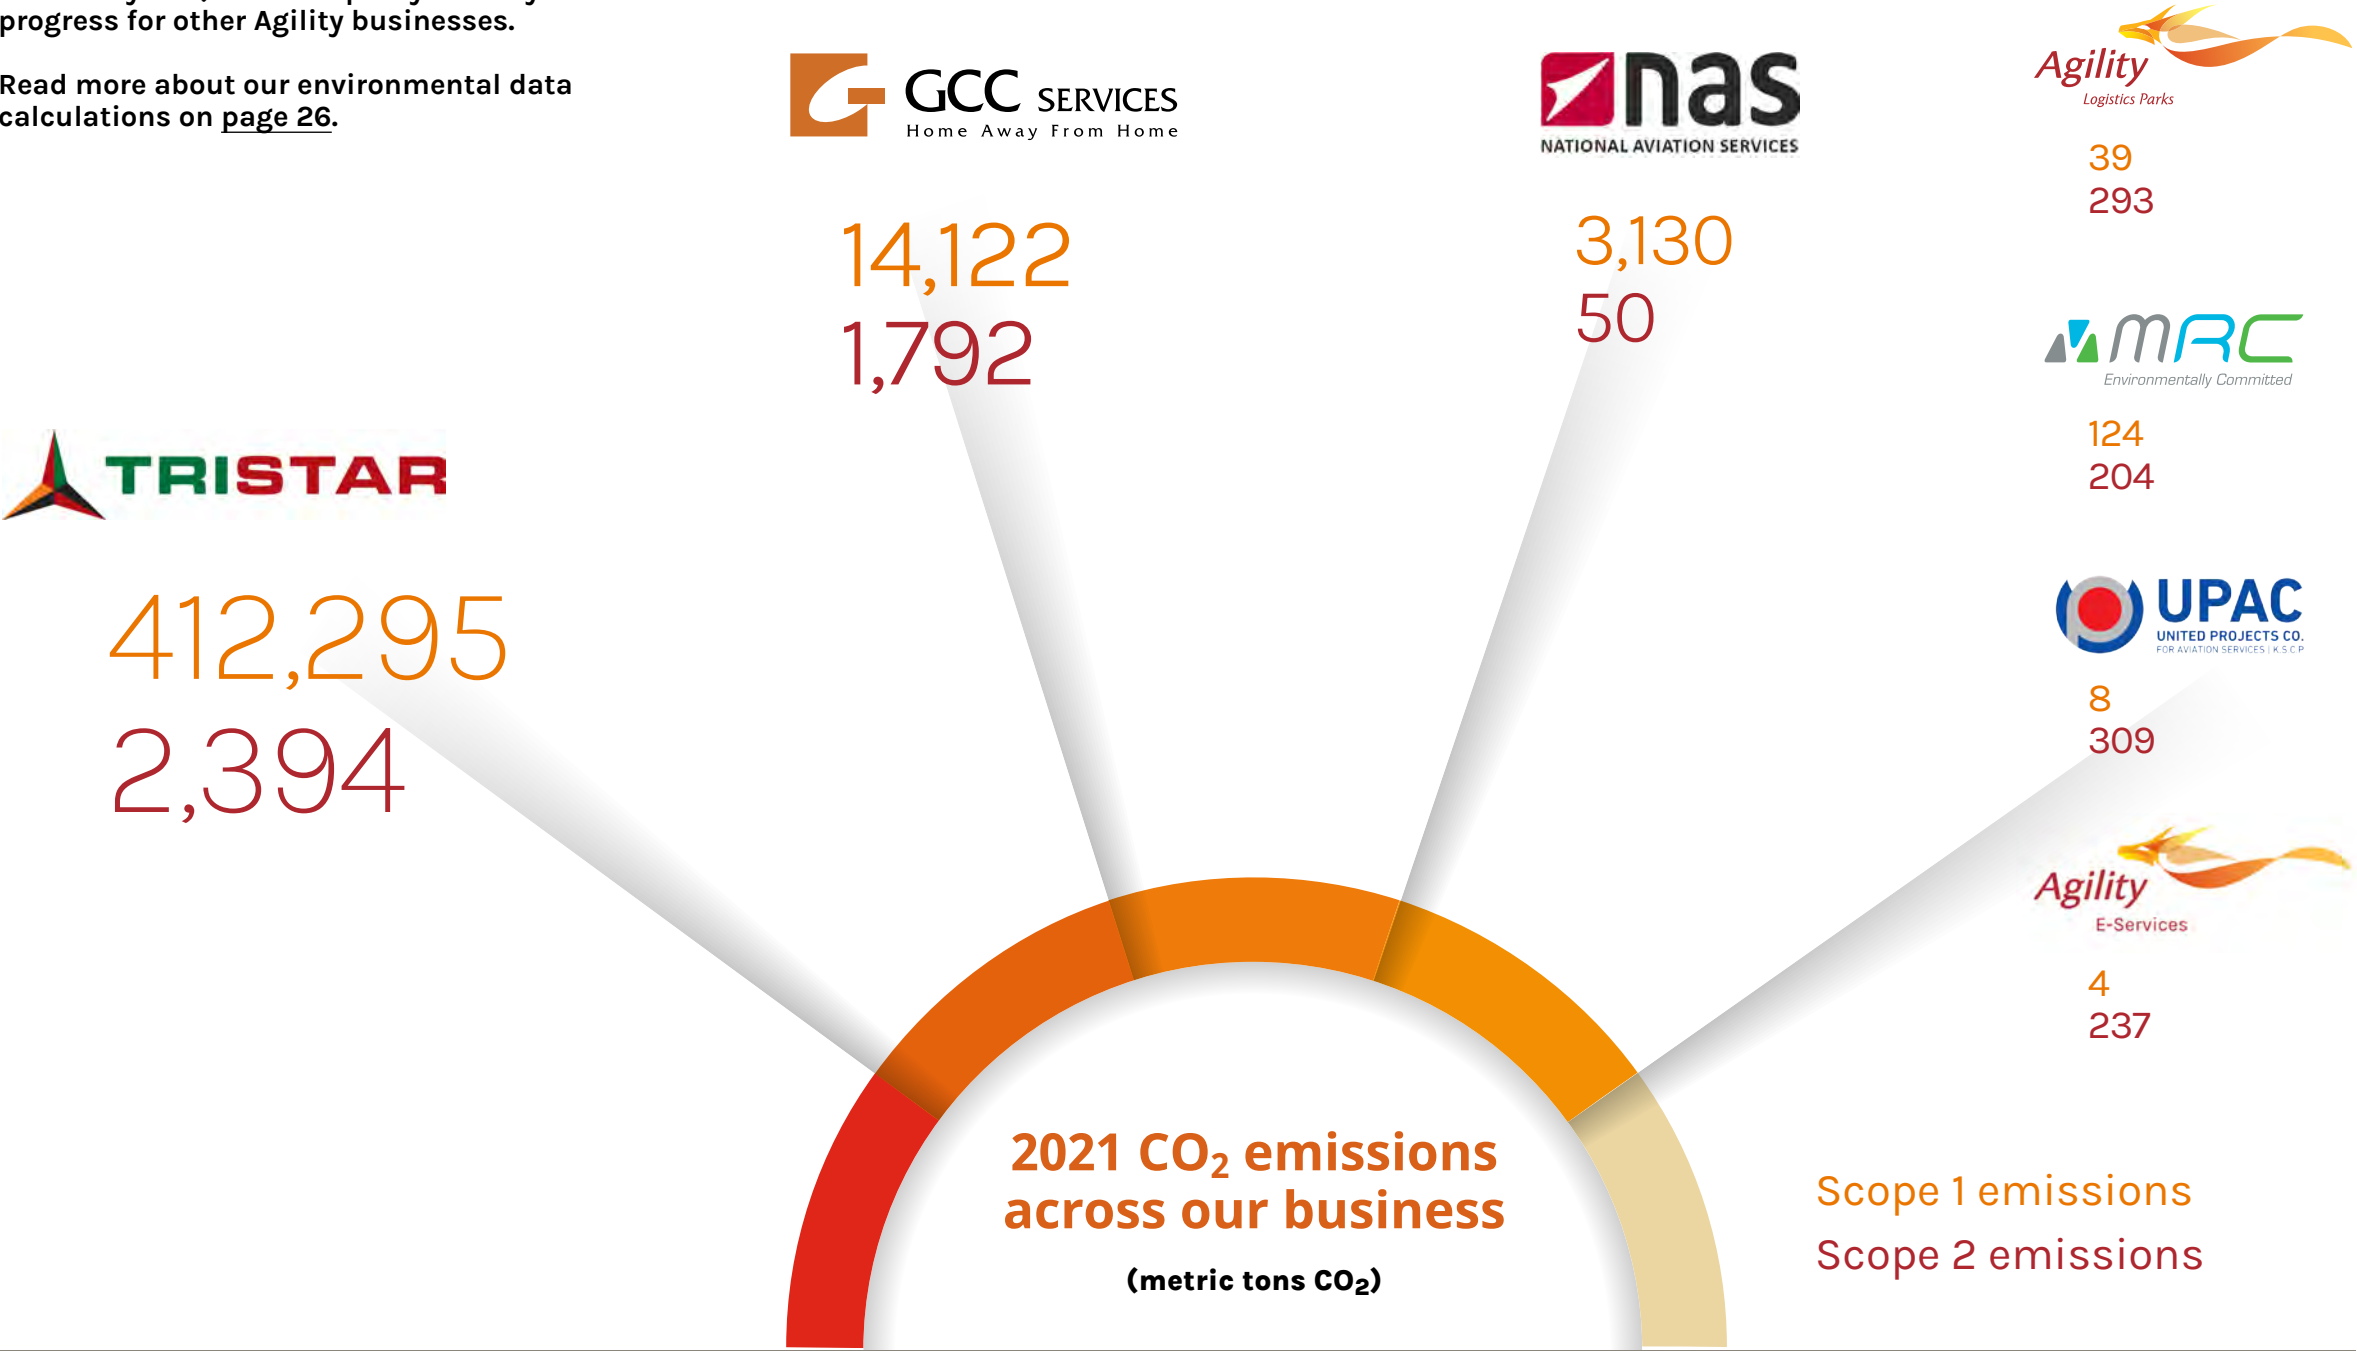 progress for other Agility businesses.
Read more about our environmental data
calculations on page 26.
GCC SERVICES
Home Away From Home
14,122
1,792
nas
NATIONAL AVIATION SERVICES
3,130
50
Agility
Logistics Parks
39
293
MRC
Environmentally Committed
124
204
UPAC
UNITED PROJECTS CO.
FOR AVIATION SERVICES | K.S.C.P
8
309
Agility
E-Services
4
237
TRISTAR
412,295
2,394
2021 CO₂ emissions
across our business
(metric tons CO₂)
Scope 1 emissions
Scope 2 emissions